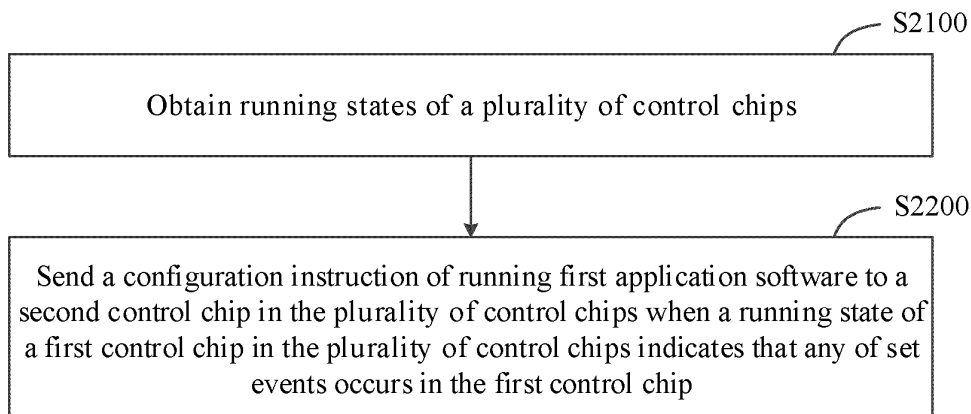 S2100
Obtain running states of a plurality of control chips
S2200
Send a configuration instruction of running first application software to a
second control chip in the plurality of control chips when a running state of
a first control chip in the plurality of control chips indicates that any of set
events occurs in the first control chip